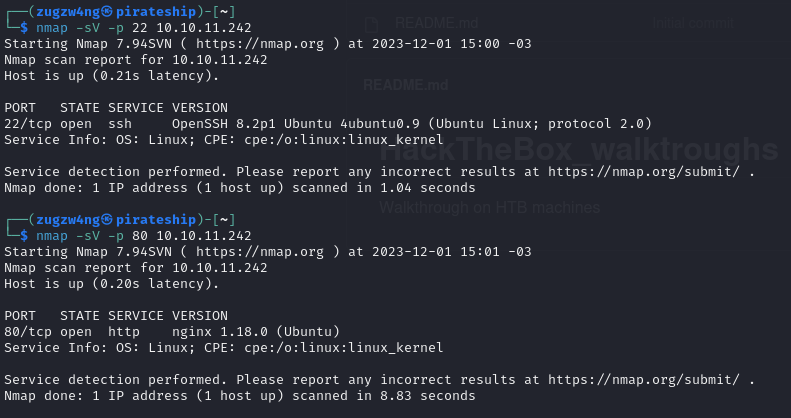 ┌──(zugzw4ng㉿pirateship)-[~]
└─$ nmap -sV -p 22 10.10.11.242
Starting Nmap 7.94SVN ( https://nmap.org ) at 2023-12-01 15:00 -03
Nmap scan report for 10.10.11.242
Host is up (0.21s latency).
README.md
Initial commit
README.md
PORT   STATE SERVICE VERSION
22/tcp open  ssh     OpenSSH 8.2p1 Ubuntu 4ubuntu0.9 (Ubuntu Linux; protocol 2.0)
Service Info: OS: Linux; CPE: cpe:/o:linux:linux_kernel
HackTheBox_walktroughs
Service detection performed. Please report any incorrect results at https://nmap.org/submit/ .
Nmap done: 1 IP address (1 host up) scanned in 1.04 seconds
Walkthrough on HTB machines
┌──(zugzw4ng㉿pirateship)-[~]
└─$ nmap -sV -p 80 10.10.11.242
Starting Nmap 7.94SVN ( https://nmap.org ) at 2023-12-01 15:01 -03
Nmap scan report for 10.10.11.242
Host is up (0.20s latency).
PORT   STATE SERVICE VERSION
80/tcp open  http    nginx 1.18.0 (Ubuntu)
Service Info: OS: Linux; CPE: cpe:/o:linux:linux_kernel
Service detection performed. Please report any incorrect results at https://nmap.org/submit/ .
Nmap done: 1 IP address (1 host up) scanned in 8.83 seconds